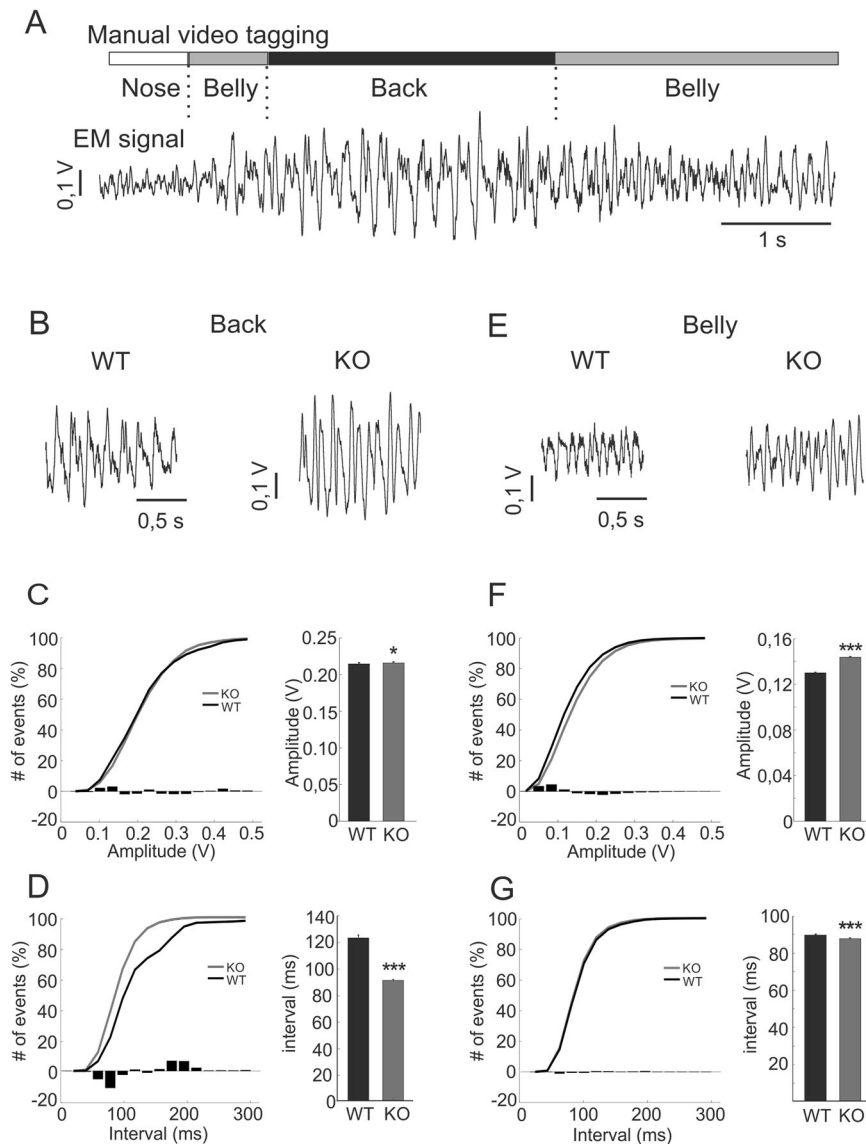 A
Manual video tagging
Nose Belly Back Belly
EM signal
0,1 V
1 s
B Back
WT KO
0,1 V
0,5 s
E Belly
WT KO
0,1 V
0,5 s
C
# of events (%)
100
80
60
40
20
0
-20
KO
WT
0 0.1 0.2 0.3 0.4 0.5
Amplitude (V)
Amplitude (V)
0.25
0.20
0.15
0.10
0.05
0
*
WT KO
F
# of events (%)
100
80
60
40
20
0
-20
KO
WT
0 0.1 0.2 0.3 0.4 0.5
Amplitude (V)
Amplitude (V)
0,16
0,12
0,08
0,04
0
***
WT KO
D
# of events (%)
100
80
60
40
20
0
-20
KO
WT
0 100 200 300
Interval (ms)
interval (ms)
140
120
100
80
60
40
20
0
***
WT KO
G
# of events (%)
100
80
60
40
20
0
-20
KO
WT
0 100 200 300
Interval (ms)
interval (ms)
100
80
60
40
20
***
WT KO